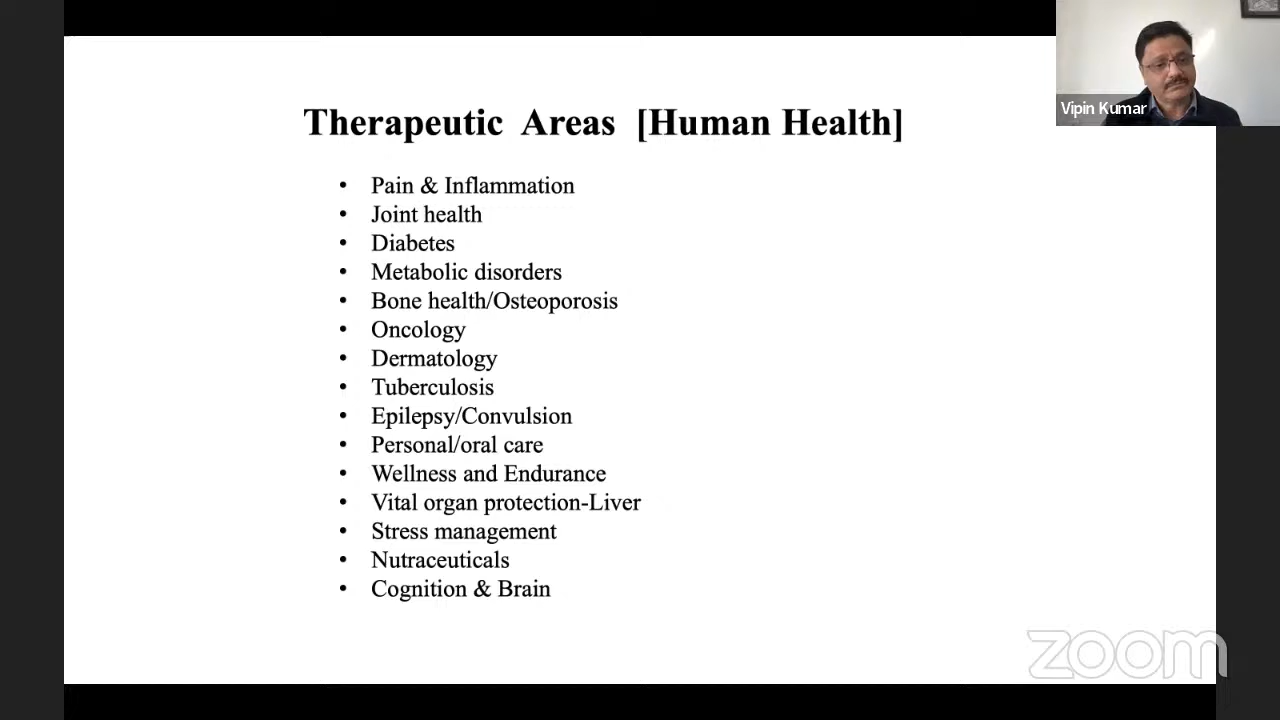 Vipin Kumar
Therapeutic Areas [Human Health]
• Pain & Inflammation
• Joint health
• Diabetes
• Metabolic disorders
• Bone health/Osteoporosis
• Oncology
• Dermatology
• Tuberculosis
• Epilepsy/Convulsion
• Personal/oral care
• Wellness and Endurance
• Vital organ protection-Liver
• Stress management
• Nutraceuticals
• Cognition & Brain
zoom